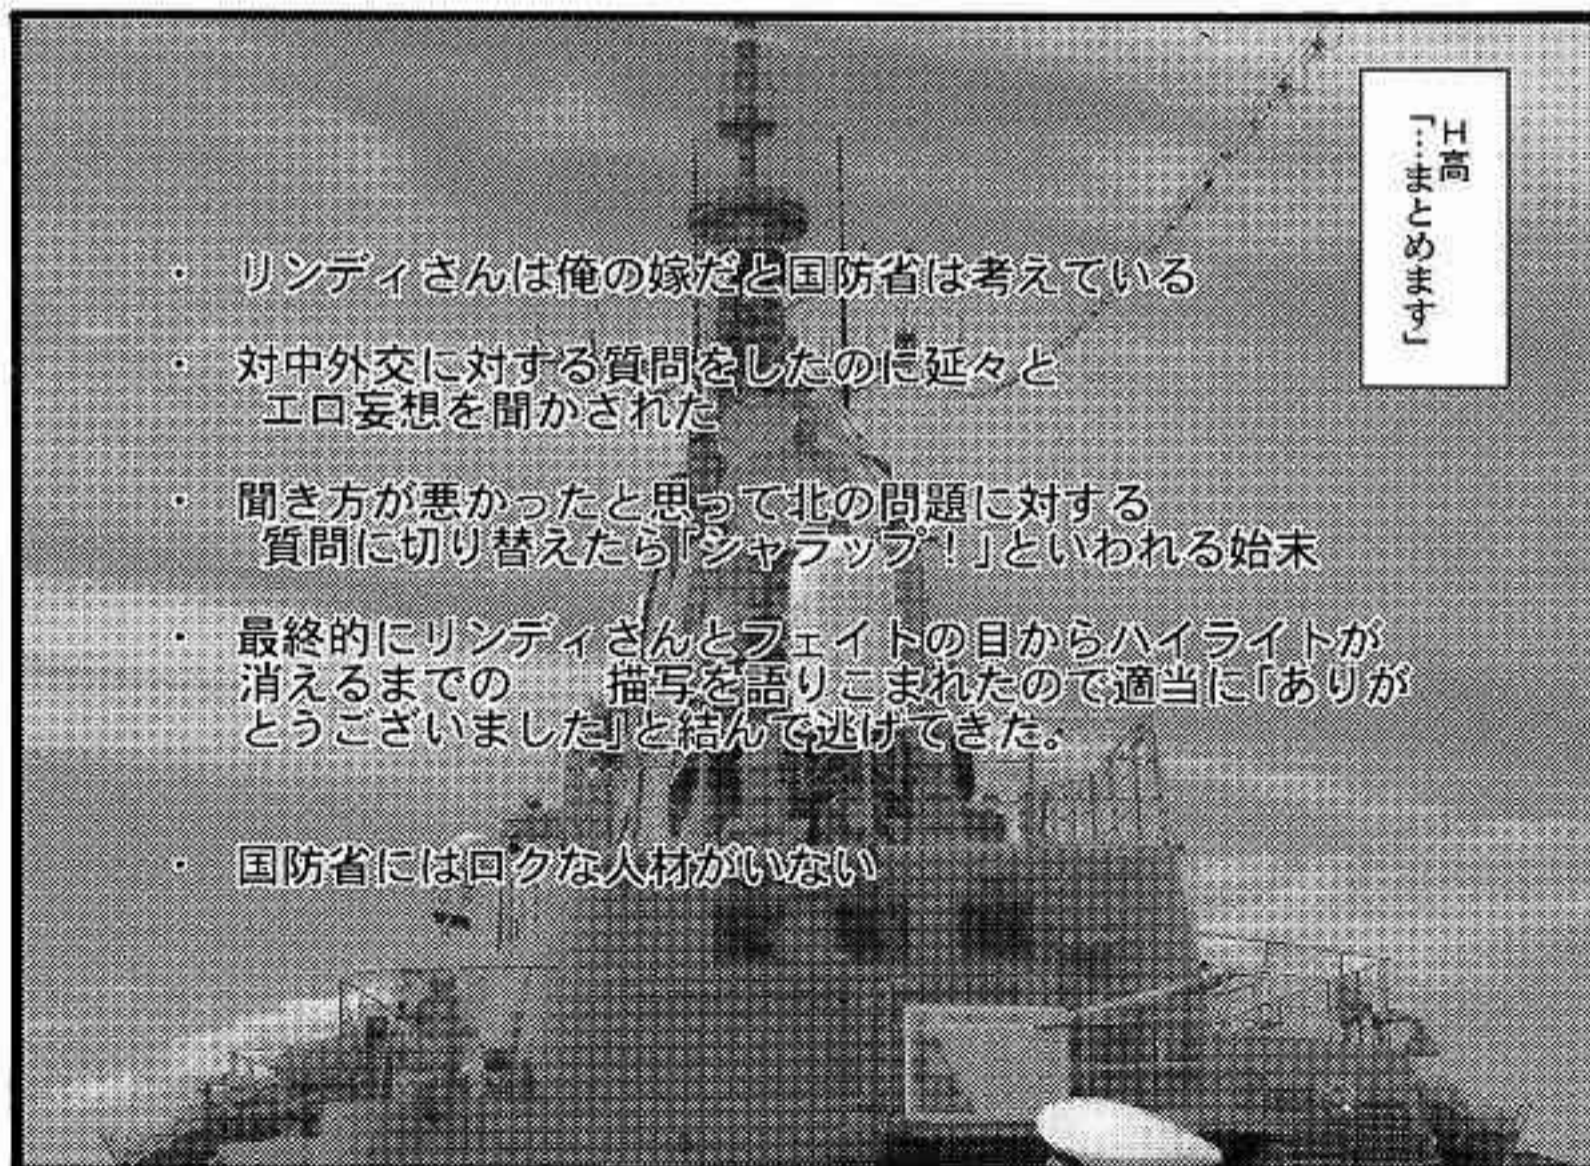 H高
「…まとめます」
・ リンディさんは俺の嫁だと国防省は考えている
・ 対中外交に対する質問をしたのに延々と
エロ妄想を聞かされた
・ 聞き方が悪かったと思って北の問題に対する
質問に切り替えたら「シャラップ！」といわれる始末
・ 最終的にリンディさんとフェイトの目からハイライトが
消えるまでの　　描写を語りこまれたので適当に「ありが
とうございました」と結んで逃げてきた。
・ 国防省にはロクな人材がいない